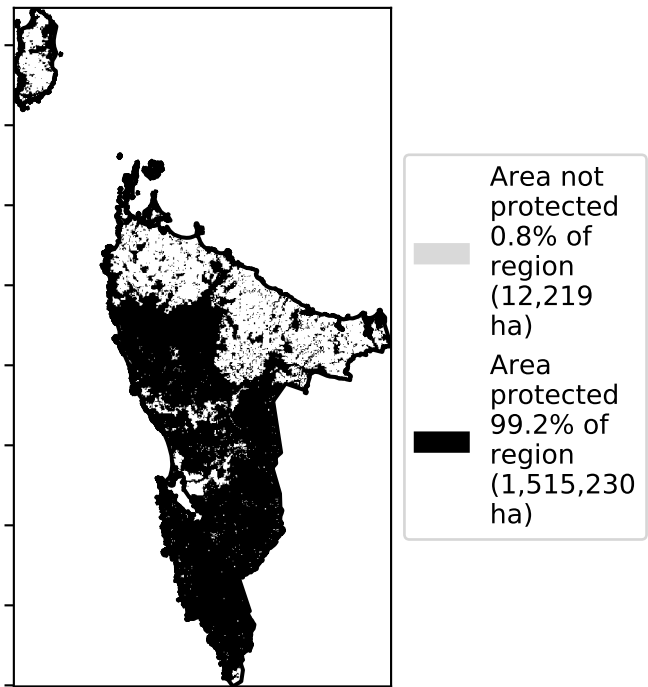 Area not
protected
0.8% of
region
(12,219
ha)
Area
protected
99.2% of
region
(1,515,230
ha)